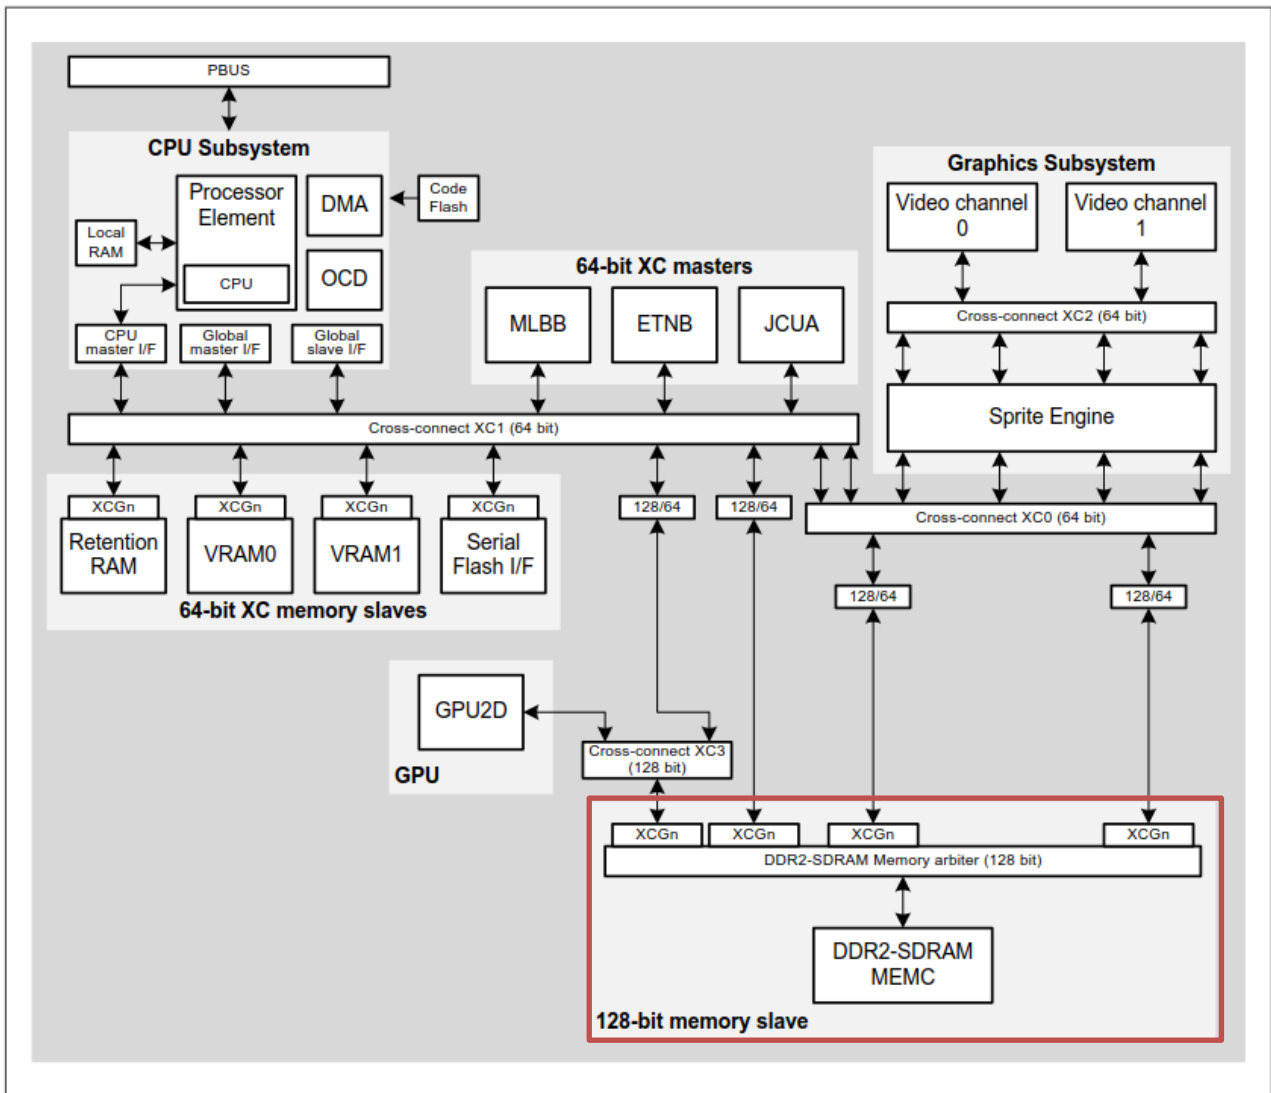 PBUS
CPU Subsystem
Processor
Element
DMA
Code
Flash
Local
RAM
CPU
OCD
CPU
master I/F
Global
master I/F
Global
slave I/F
64-bit XC masters
MLBB
ETNB
JCUA
Graphics Subsystem
Video channel
0
Video channel
1
Cross-connect XC2 (64 bit)
Sprite Engine
Cross-connect XC1 (64 bit)
XCGn
XCGn
XCGn
XCGn
Retention
RAM
VRAM0
VRAM1
Serial
Flash I/F
64-bit XC memory slaves
128/64
128/64
Cross-connect XC0 (64 bit)
128/64
128/64
GPU2D
GPU
Cross-connect XC3
(128 bit)
XCGn
XCGn
XCGn
XCGn
DDR2-SDRAM Memory arbiter (128 bit)
DDR2-SDRAM
MEMC
128-bit memory slave